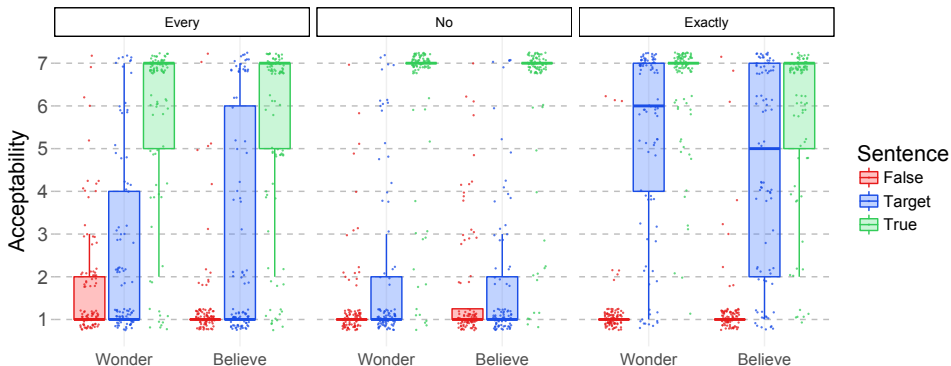 Every
No
Exactly
Acceptability
7
6
5
4
3
2
1
Wonder
Believe
Wonder
Believe
Wonder
Believe
Sentence
False
Target
True